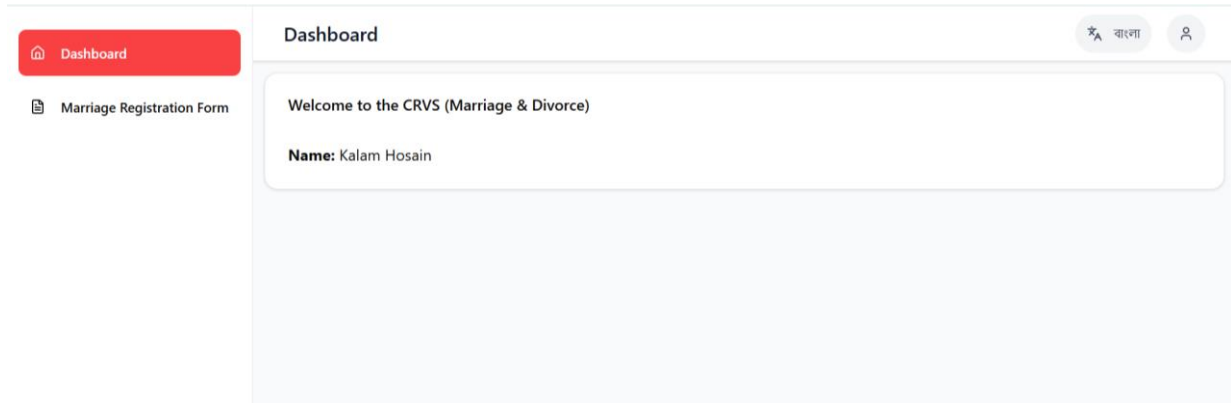 Dashboard
Marriage Registration Form
Dashboard
বাংলা
Welcome to the CRVS (Marriage & Divorce)
Name: Kalam Hosain